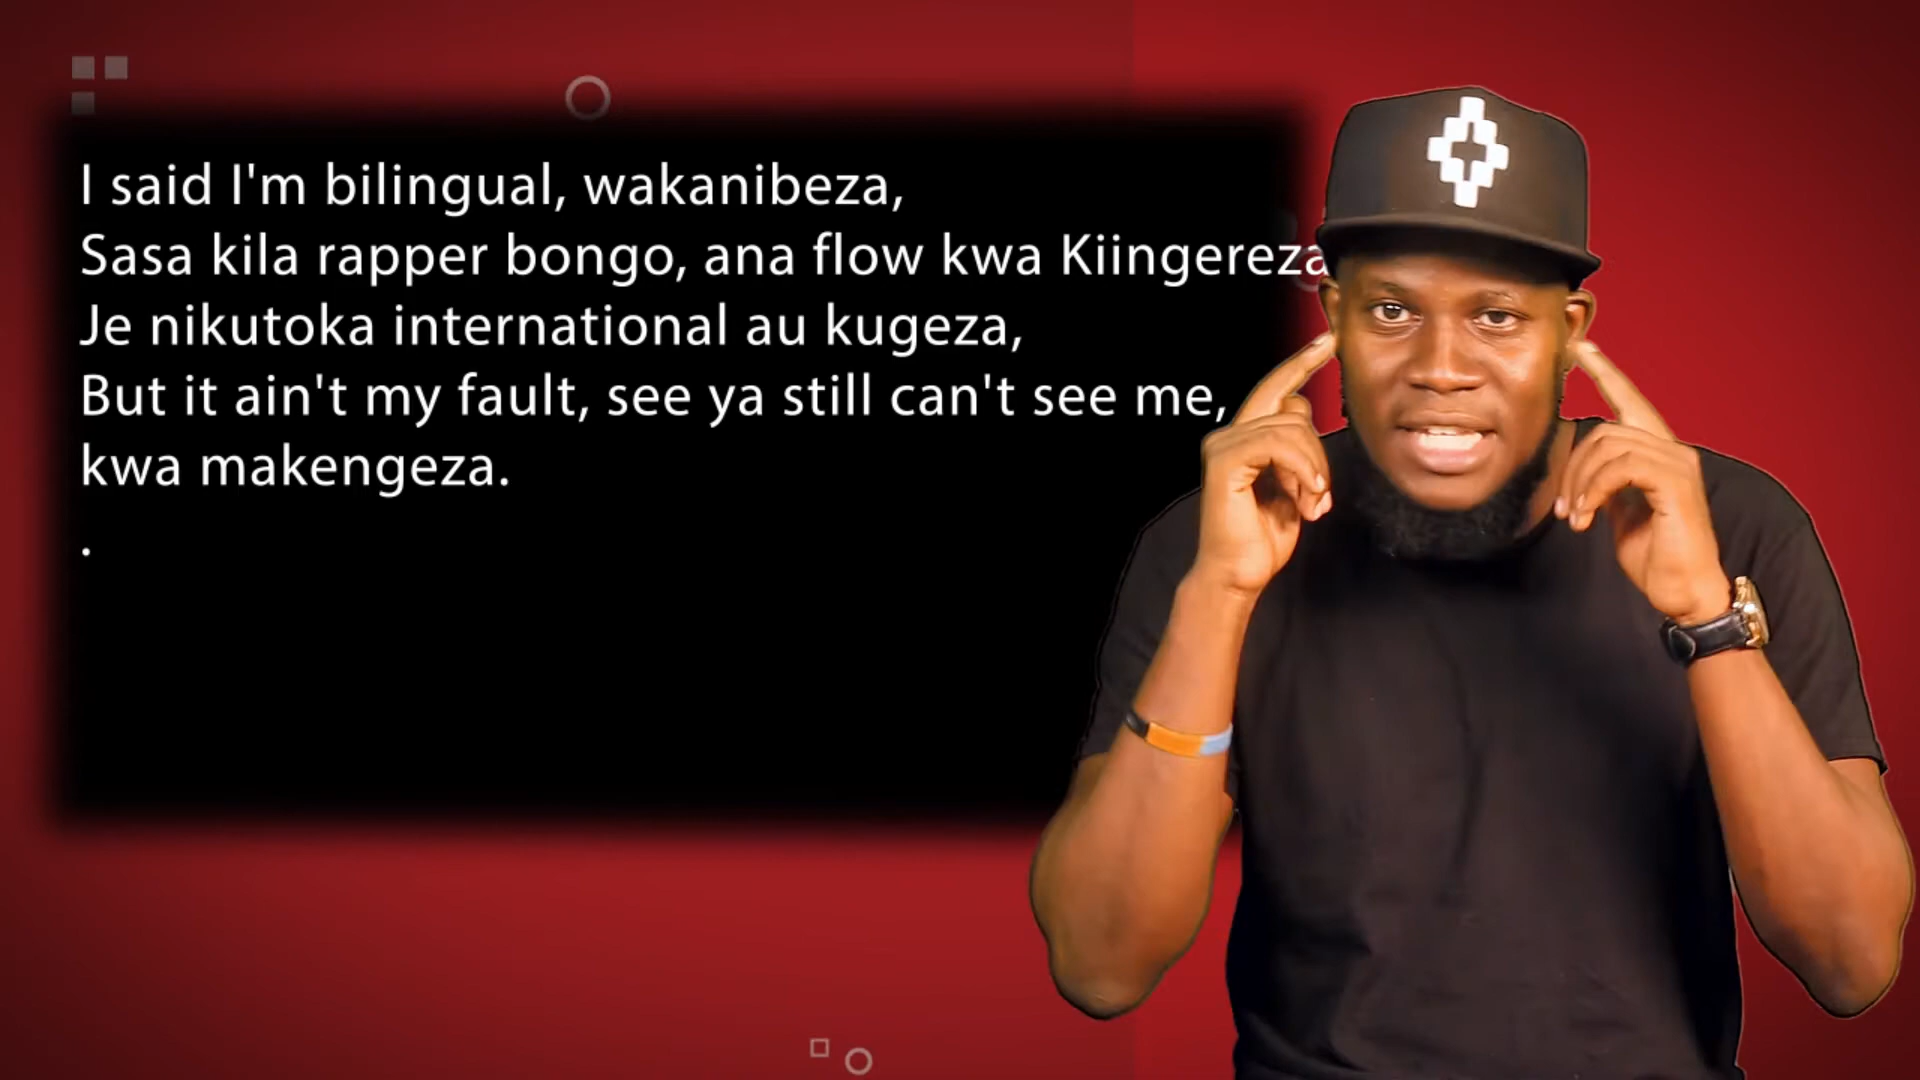 I said I'm bilingual, wakanibeza,
Sasa kila rapper bongo, ana flow kwa Kiingereza
Je nikutoka international au kugeza,
But it ain't my fault, see ya still can't see me,
kwa makengeza.
.